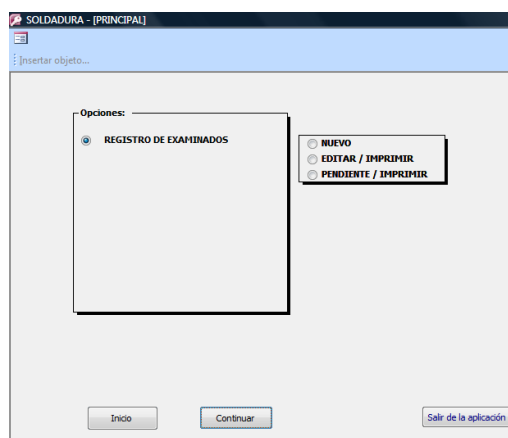 SOLDADURA - [PRINCIPAL]
Insertar objeto...
Opciones:
REGISTRO DE EXAMINADOS
NUEVO
EDITAR / IMPRIMIR
PENDIENTE / IMPRIMIR
Inicio
Continuar
Salir de la aplicación